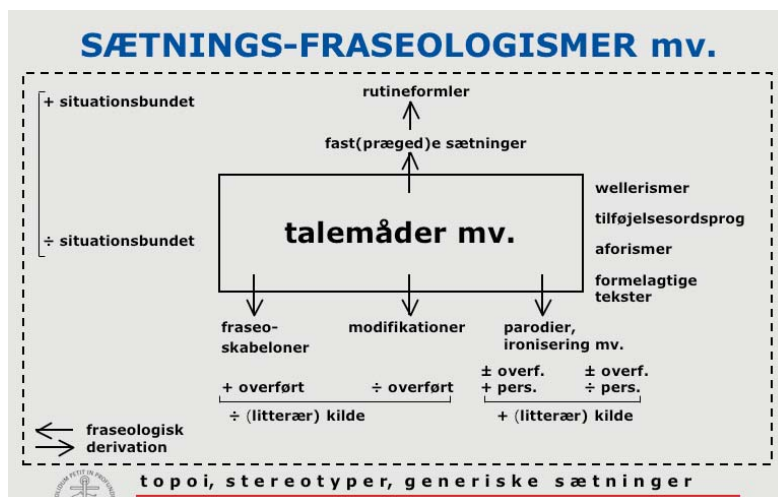 SÆTNINGS-FRASEOLOGISMER mv.
+ situationsbundet
rutineformler
fast(præged)e sætninger
÷ situationsbundet
talemåder mv.
wellerismer
tilføjelsesordsprog
aforismer
formelagtige
tekster
fraseo-
skabeloner
modifikationer
parodier,
ironisering mv.
+ overført
÷ overført
÷ (litterær) kilde
± overf.
+ pers.
± overf.
÷ pers.
+ (litterær) kilde
fraseologisk
derivation
topoi, stereotyper, generiske sætninger